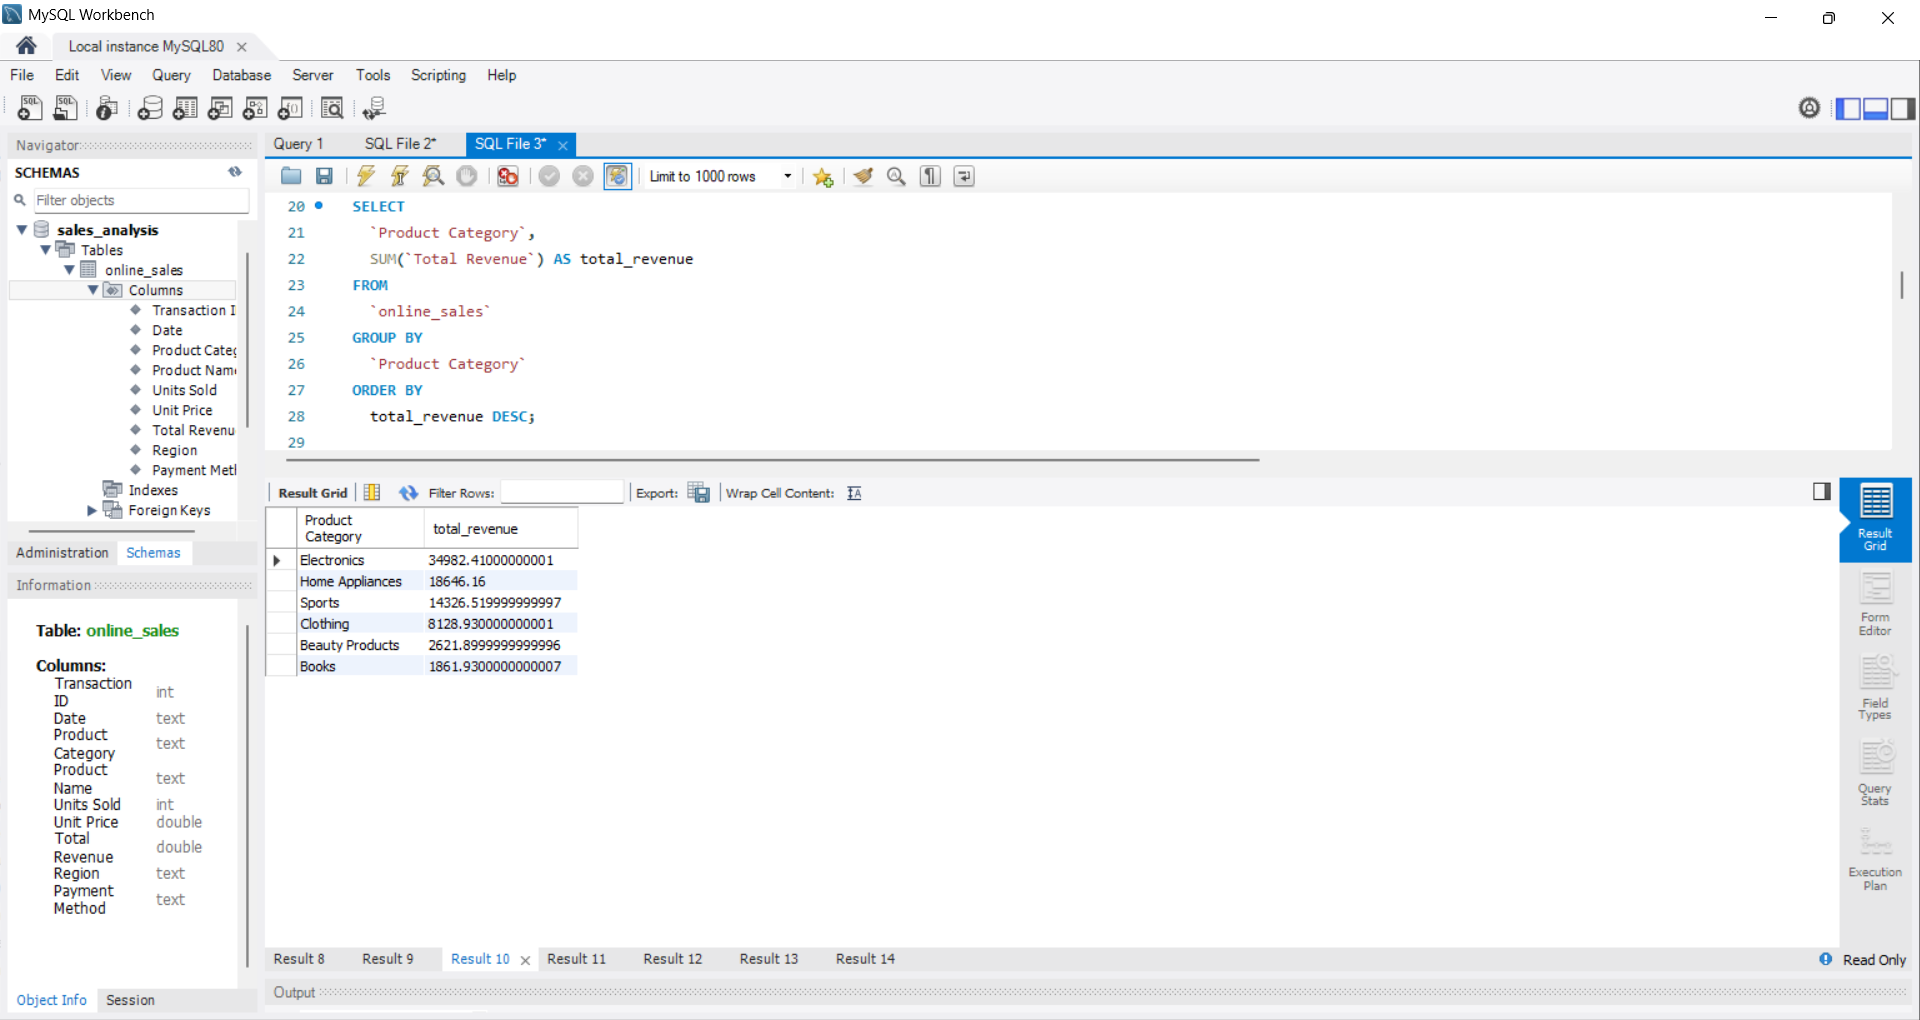 MySQL Workbench
Local instance MySQL80
File Edit View Query Database Server Tools Scripting Help
Navigator
SCHEMAS
Filter objects
sales_analysis
Tables
online_sales
Columns
Transaction I
Date
Product Categ
Product Nam
Units Sold
Unit Price
Total Revenu
Region
Payment Met
Indexes
Foreign Keys
Administration Schemas
Information
Table: online_sales
Columns:
Transaction ID int
Date text
Product Category text
Product Name text
Units Sold int
Unit Price double
Total Revenue double
Region text
Payment Method text
Object Info Session
Query 1 SQL File 2* SQL File 3*
Limit to 1000 rows
20 SELECT
21 `Product Category`,
22 SUM(`Total Revenue`) AS total_revenue
23 FROM
24 `online_sales`
25 GROUP BY
26 `Product Category`
27 ORDER BY
28 total_revenue DESC;
29
Result Grid Filter Rows: Export: Wrap Cell Content:
Product Category total_revenue
Electronics 34982.41000000001
Home Appliances 18646.16
Sports 14326.519999999997
Clothing 8128.930000000001
Beauty Products 2621.8999999999996
Books 1861.9300000000007
Result Grid
Form Editor
Field Types
Query Stats
Execution Plan
Result 8 Result 9 Result 10 Result 11 Result 12 Result 13 Result 14
Read Only
Output